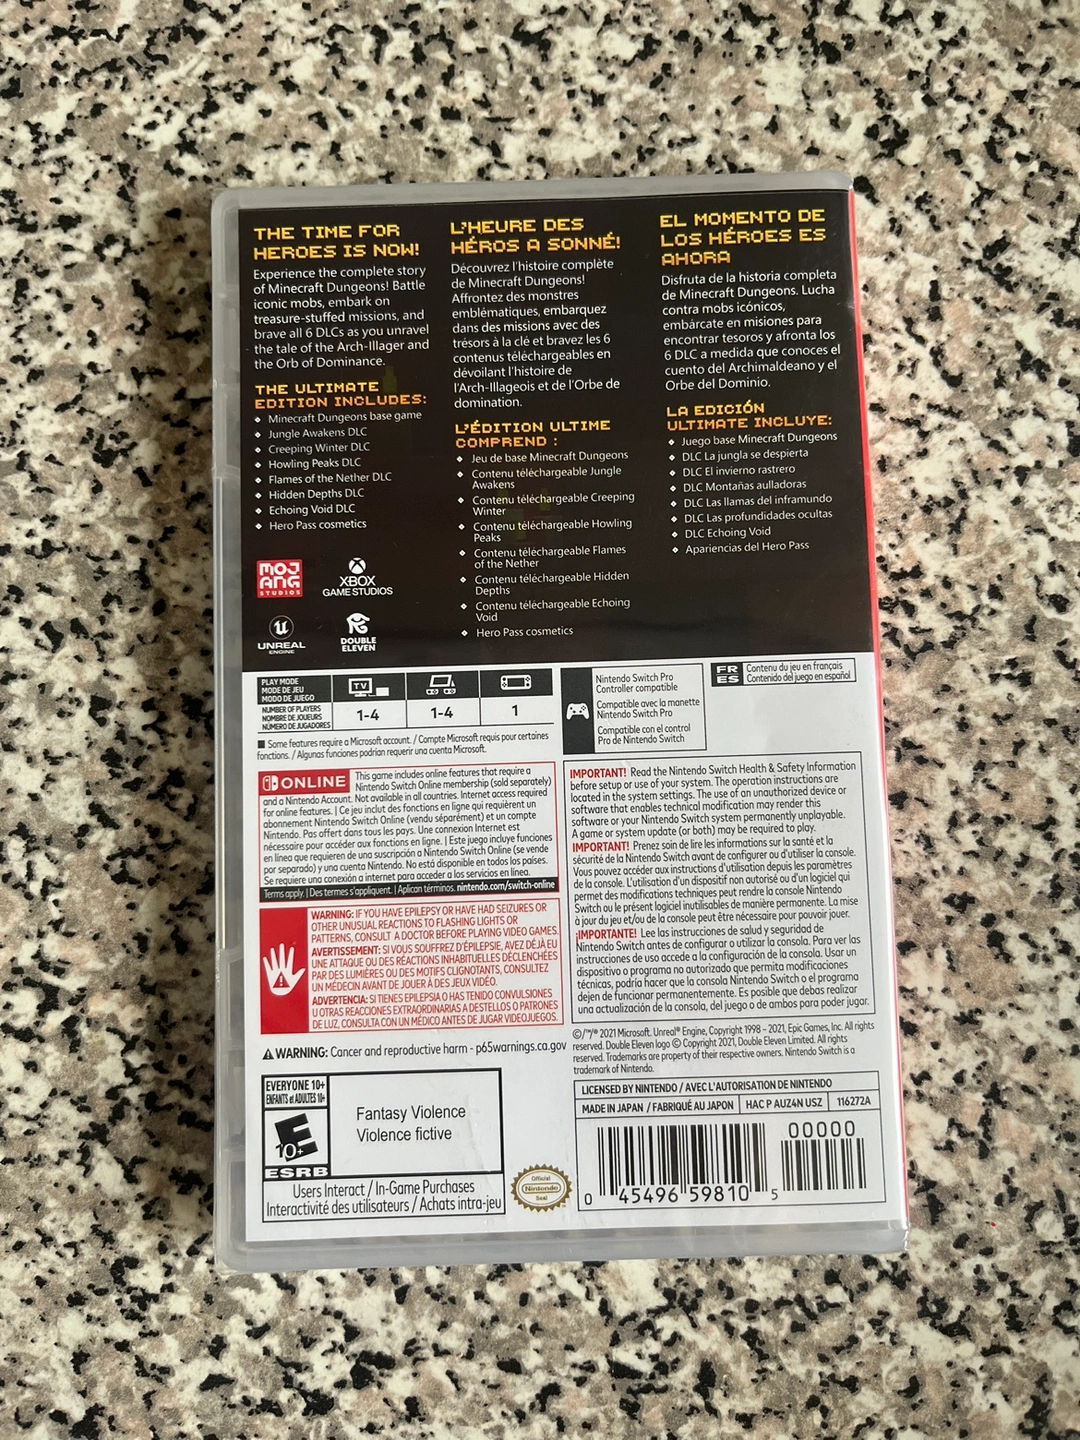 THE TIME FOR
HEROES IS NOW!
Experience the complete story
of Minecraft Dungeons! Battle
iconic mobs, embark on
treasure-stuffed missions, and
brave all 6 DLCs as you unravel
the tale of the Arch-Illager and
the Orb of Dominance.
THE ULTIMATE
EDITION INCLUDES:
Minecraft Dungeons base game
Jungle Awakens DLC
Creeping Winter DLC
Howling Peaks DLC
Flames of the Nether DLC
Hidden Depths DLC
Echoing Void DLC
Hero Pass cosmetics
MOJ
ANG
STUDIOS
XBOX
GAME STUDIOS
UNREAL
ENGINE
DOUBLE
ELEVEN
L'HEURE DES
HÉROS A SONNÉ!
Découvrez l'histoire complète
de Minecraft Dungeons!
Affrontez des monstres
emblématiques, embarquez
dans des missions avec des
trésors à la clé et bravez les 6
contenus téléchargeables en
dévoilant l'histoire de
l'Arch-Illageois et de l'Orbe de
domination.
L'ÉDITION ULTIME
COMPREND :
Jeu de base Minecraft Dungeons
Contenu téléchargeable Jungle
Awakens
Contenu téléchargeable Creeping
Winter
Contenu téléchargeable Howling
Peaks
Contenu téléchargeable Flames
of the Nether
Contenu téléchargeable Hidden
Depths
Contenu téléchargeable Echoing
Void
Hero Pass cosmetics
EL MOMENTO DE
LOS HÉROES ES
AHORA
Disfruta de la historia completa
de Minecraft Dungeons. Lucha
contra mobs icónicos,
embárcate en misiones para
encontrar tesoros y afronta los
6 DLC a medida que conoces el
cuento del Archimaldeano y el
Orbe del Dominio.
LA EDICIÓN
ULTIMATE INCLUYE:
Juego base Minecraft Dungeons
DLC La jungla se despierta
DLC El invierno rastrero
DLC Montañas aulladoras
DLC Las llamas del inframundo
DLC Las profundidades ocultas
DLC Echoing Void
Apariencias del Hero Pass
PLAY MODE
MODE DE JEU
MODO DE JUEGO
TV
NUMBER OF PLAYERS
NOMBRE DE JOUEURS
NÚMERO DE JUGADORES
1-4
1-4
1
Some features require a Microsoft account. / Compte Microsoft requis pour certaines
fonctions. / Algunas funciones podrían requerir una cuenta Microsoft.
Nintendo Switch Pro
Controller compatible
Compatible avec la manette
Nintendo Switch Pro
Compatible con el control
Pro de Nintendo Switch
FR
ES
Contenu du jeu en français
Contenido del juego en español
ONLINE
This game includes online features that require a
Nintendo Switch Online membership (sold separately)
and a Nintendo Account. Not available in all countries. Internet access required
for online features. | Ce jeu inclut des fonctions en ligne qui requièrent un
abonnement Nintendo Switch Online (vendu séparément) et un compte
Nintendo. Pas offert dans tous les pays. Une connexion Internet est
nécessaire pour accéder aux fonctions en ligne. | Este juego incluye funciones
en línea que requieren de una suscripción a Nintendo Switch Online (se vende
por separado) y una cuenta Nintendo. No está disponible en todos los países.
Se requiere una conexión a internet para acceder a los servicios en línea.
Terms apply. | Des termes s'appliquent. | Aplican términos. nintendo.com/switch-online
WARNING: IF YOU HAVE EPILEPSY OR HAVE HAD SEIZURES OR
OTHER UNUSUAL REACTIONS TO FLASHING LIGHTS OR
PATTERNS, CONSULT A DOCTOR BEFORE PLAYING VIDEO GAMES.
AVERTISSEMENT: SI VOUS SOUFFREZ D'ÉPILEPSIE, AVEZ DÉJÀ EU
UNE ATTAQUE OU DES RÉACTIONS INHABITUELLES DÉCLENCHÉES
PAR DES LUMIÈRES OU DES MOTIFS CLIGNOTANTS, CONSULTEZ
UN MÉDECIN AVANT DE JOUER À DES JEUX VIDÉO.
ADVERTENCIA: SI TIENES EPILEPSIA O HAS TENIDO CONVULSIONES
U OTRAS REACCIONES EXTRAORDINARIAS A DESTELLOS O PATRONES
DE LUZ, CONSULTA CON UN MÉDICO ANTES DE JUGAR VIDEOJUEGOS.
WARNING: Cancer and reproductive harm - p65warnings.ca.gov
IMPORTANT! Read the Nintendo Switch Health & Safety Information
before setup or use of your system. The operation instructions are
located in the system settings. The use of an unauthorized device or
software that enables technical modification may render this
software or your Nintendo Switch system permanently unplayable.
A game or system update (or both) may be required to play.
IMPORTANT! Prenez soin de lire les informations sur la santé et la
sécurité de la Nintendo Switch avant de configurer ou d'utiliser la console.
Vous pouvez accéder aux instructions d'utilisation depuis les paramètres
de la console. L'utilisation d'un dispositif non autorisé ou d'un logiciel qui
permet des modifications techniques peut rendre la console Nintendo
Switch ou le présent logiciel inutilisables de manière permanente. La mise
à jour du jeu et/ou de la console peut être nécessaire pour pouvoir jouer.
¡IMPORTANTE! Lee las instrucciones de salud y seguridad de
Nintendo Switch antes de configurar o utilizar la consola. Para ver las
instrucciones de uso accede a la configuración de la consola. Usar un
dispositivo o programa no autorizado que permita modificaciones
técnicas, podría hacer que la consola Nintendo Switch o el programa
dejen de funcionar permanentemente. Es posible que debas realizar
una actualización de la consola, del juego o de ambos para poder jugar.
©/™/® 2021 Microsoft. Unreal® Engine, Copyright 1998 – 2021, Epic Games, Inc. All rights
reserved. Double Eleven logo © Copyright 2021, Double Eleven Limited. All rights
reserved. Trademarks are property of their respective owners. Nintendo Switch is a
trademark of Nintendo.
LICENSED BY NINTENDO / AVEC L'AUTORISATION DE NINTENDO
MADE IN JAPAN / FABRIQUÉ AU JAPON
HAC P AUZ4N USZ
116272A
EVERYONE 10+
ENFANTS et ADULTES 10+
E
10+
ESRB
Fantasy Violence
Violence fictive
Users Interact / In-Game Purchases
Interactivité des utilisateurs / Achats intra-jeu
Official
Nintendo
Seal
00000
0 45496 59810 5